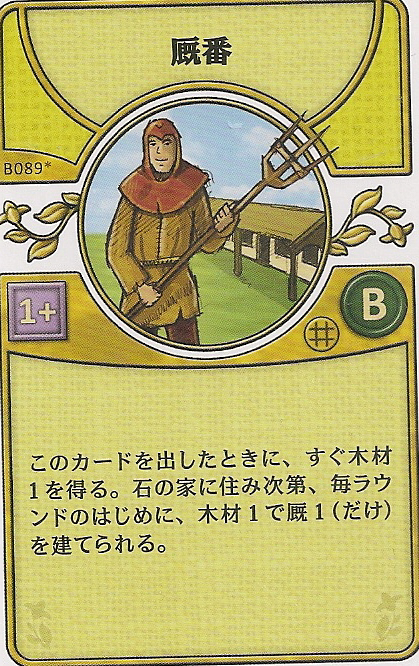 厩番
B089*
1+
B
このカードを出したときに、すぐ木材
1を得る。石の家に住み次第、毎ラウ
ンドのはじめに、木材1で厩1(だけ)
を建てられる。